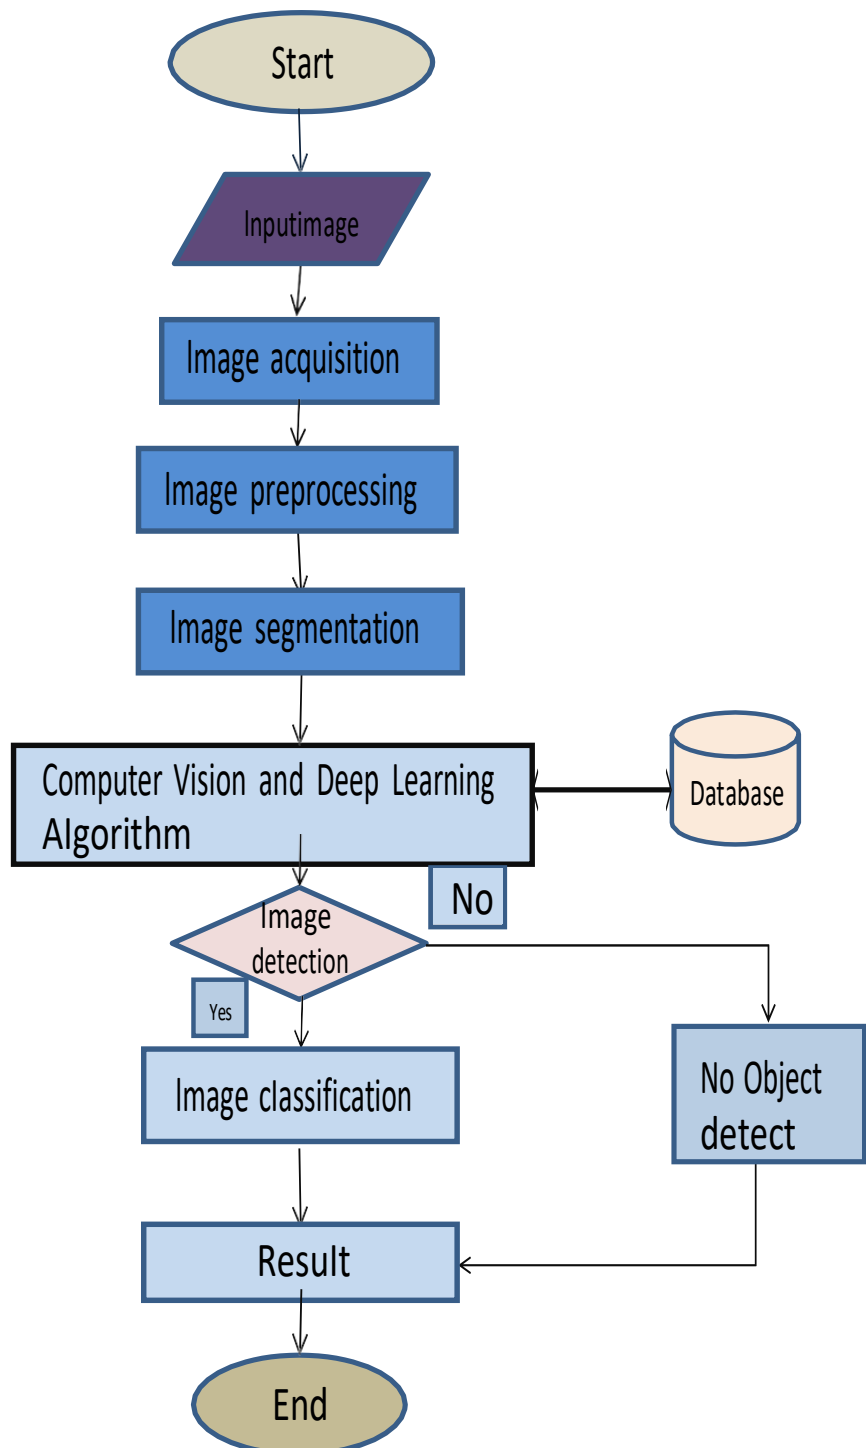 Start
Inputimage
Image acquisition
Image preprocessing
Image segmentation
Computer Vision and Deep Learning
Algorithm
Database
No
Image
detection
Yes
Image classification
No Object
detect
Result
End